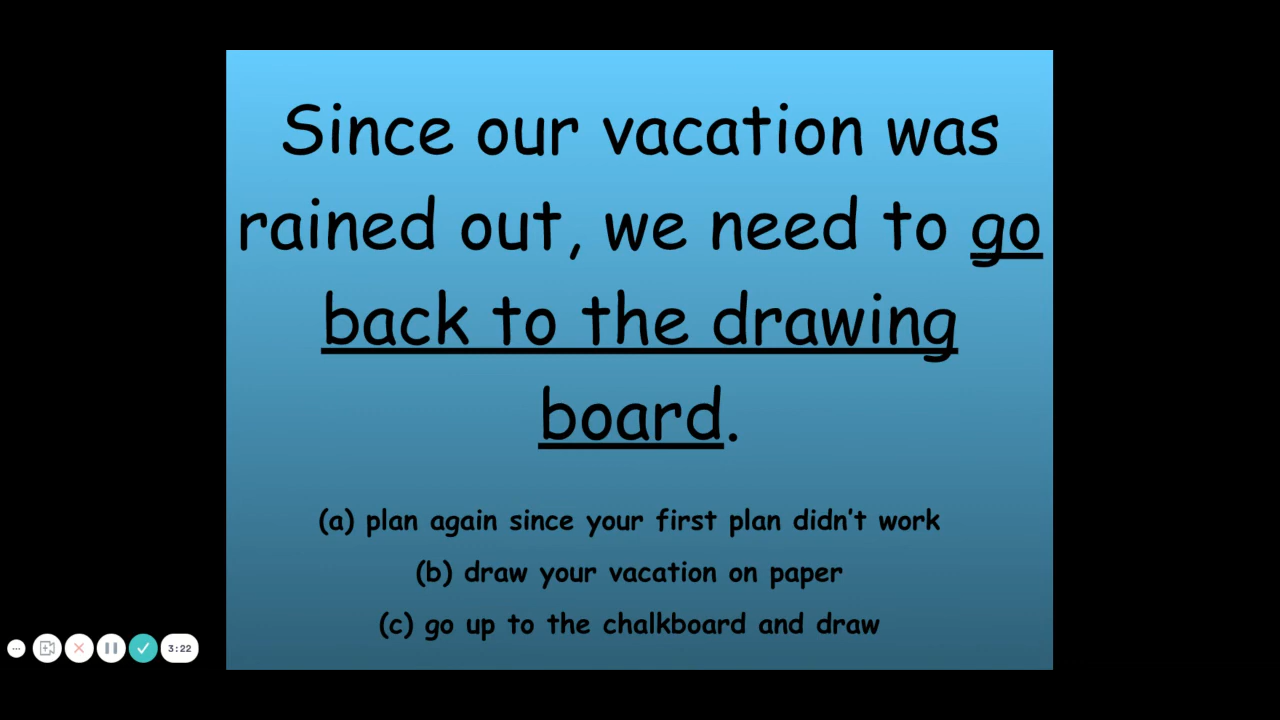 Since our vacation was
rained out, we need to go
back to the drawing
board.
(a) plan again since your first plan didn't work
(b) draw your vacation on paper
(c) go up to the chalkboard and draw
3:22